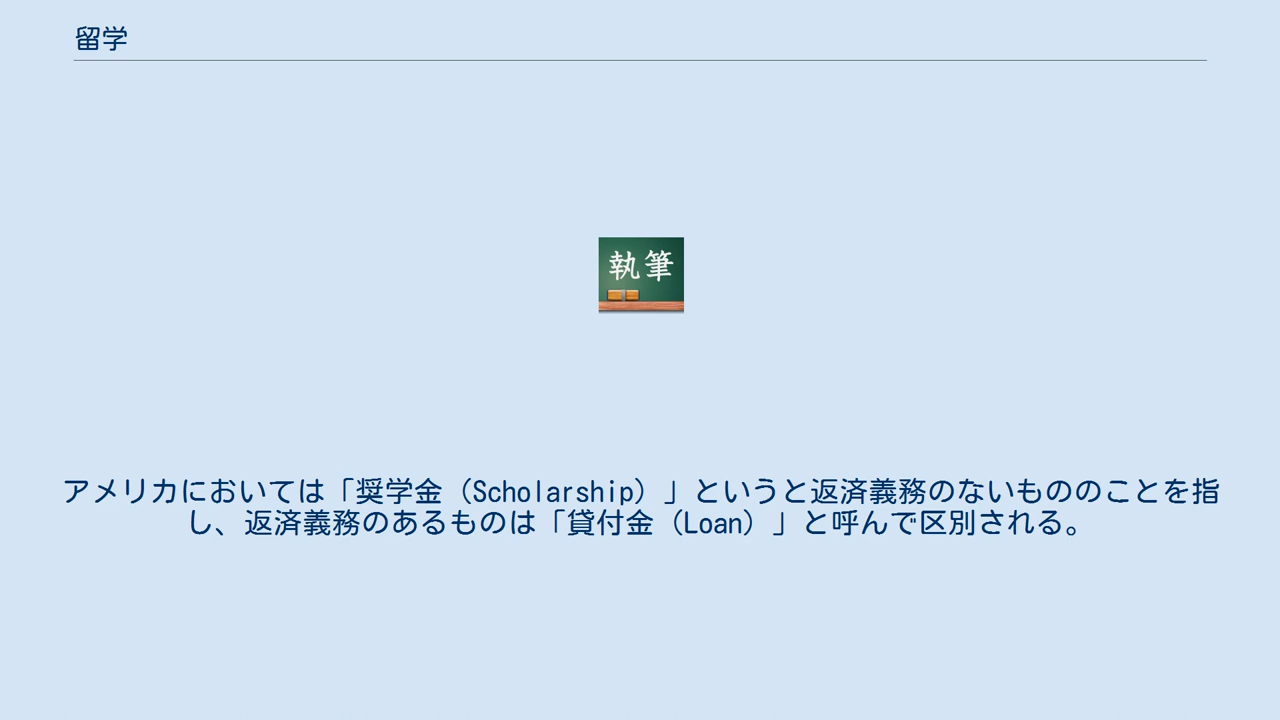 留学
執筆
アメリカにおいては「奨学金（Scholarship）」というと返済義務のないもののことを指
し、返済義務のあるものは「貸付金（Loan）」と呼んで区別される。